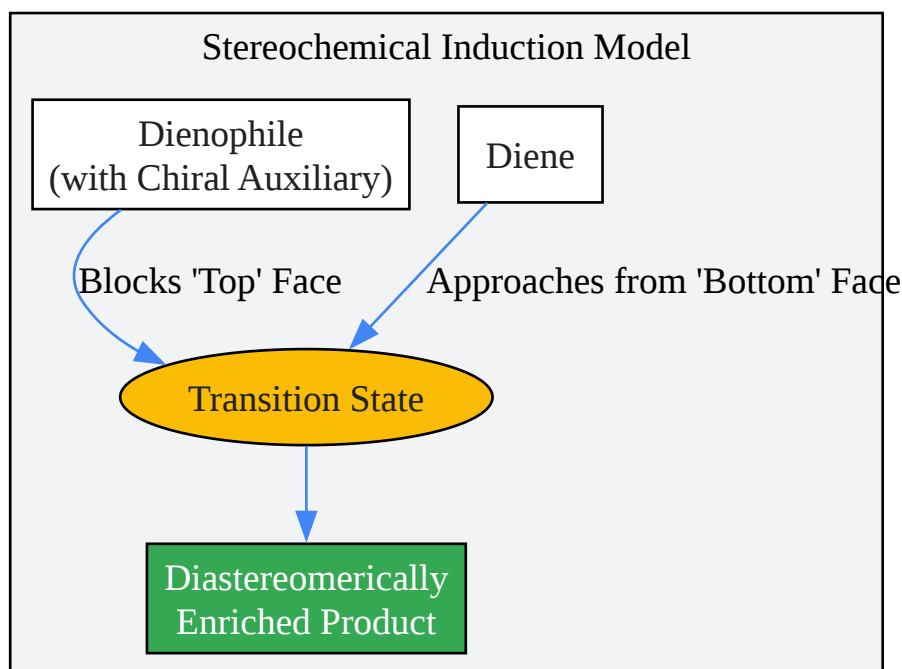 Stereochemical Induction Model
Dienophile
(with Chiral Auxiliary)
Diene
Blocks 'Top' Face
Approaches from 'Bottom' Face
Transition State
Diastereomerically
Enriched Product